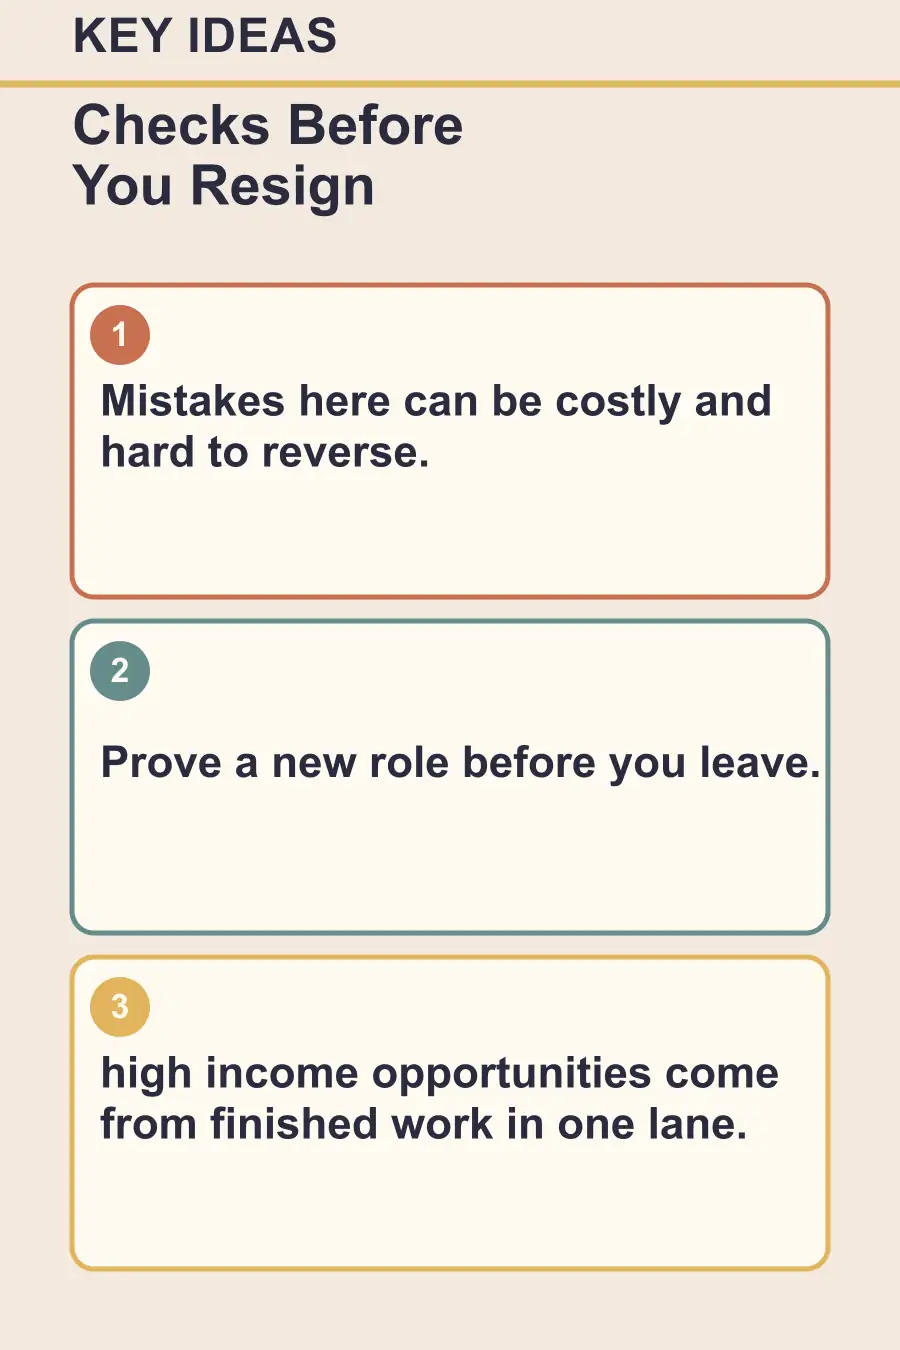 KEY IDEAS
Checks Before
You Resign
1
Mistakes here can be costly and
hard to reverse.
2
Prove a new role before you leave.
3
high income opportunities come
from finished work in one lane.